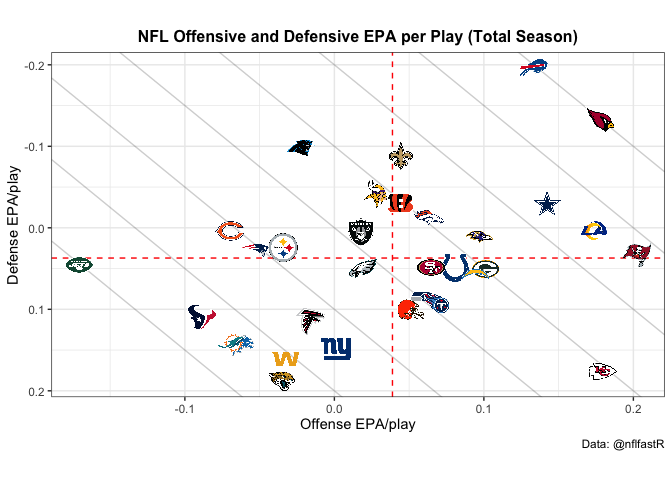 NFL Offensive and Defensive EPA per Play (Total Season)
-0.2
-0.1
0.0
0.1
0.2
Defense EPA/play
ny
W
-0.1
0.0
0.1
0.2
Offense EPA/play
Data: @nflfastR